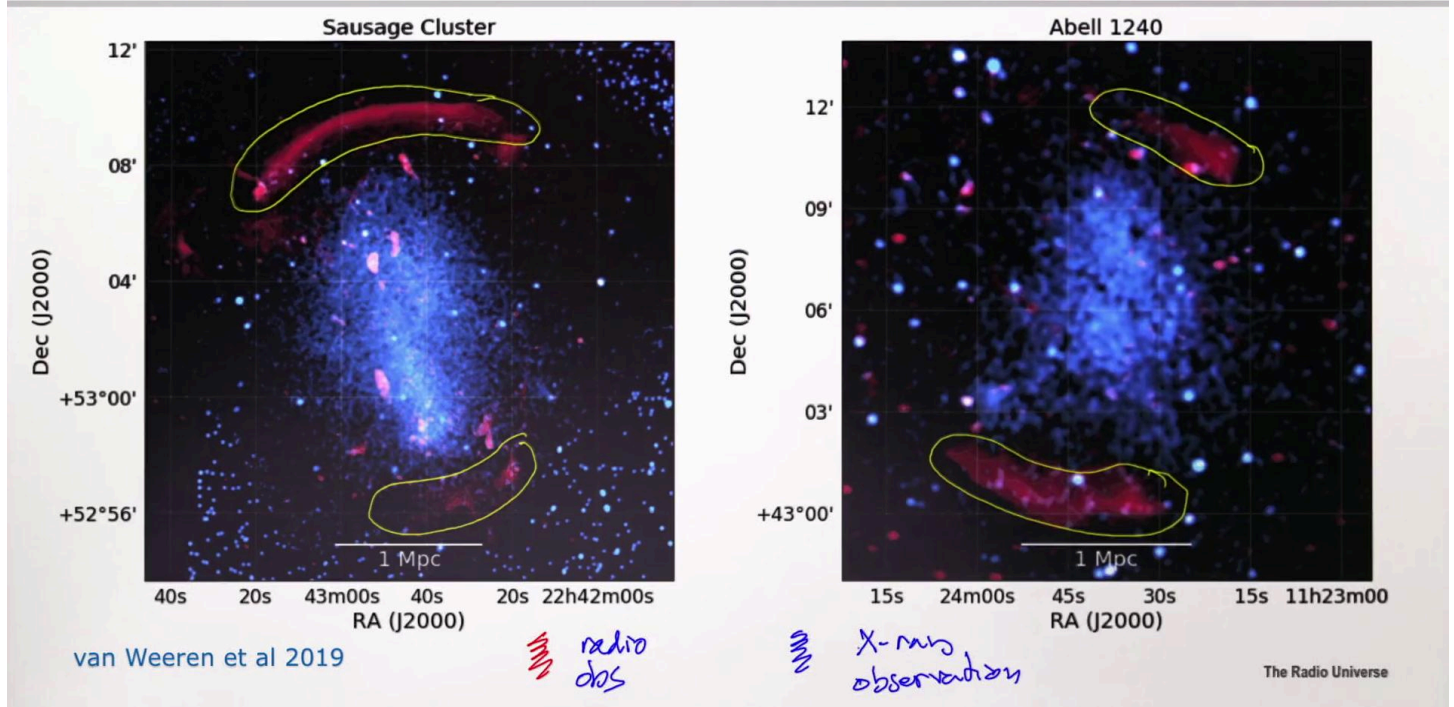 Sausage Cluster
12'
08'
04'
+53°00'
+52°56'
Dec (J2000)
1 Mpc
40s 20s 43m00s 40s 20s 22h42m00s
RA (J2000)
Abell 1240
12'
09'
06'
03'
+43°00'
Dec (J2000)
1 Mpc
15s 24m00s 45s 30s 15s 11h23m00
RA (J2000)
van Weeren et al 2019
radio
obs
X-ray
observation
The Radio Universe